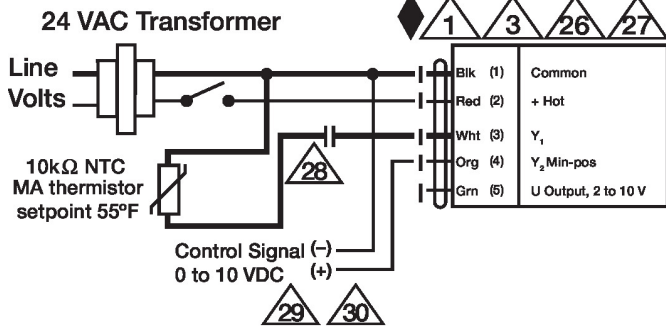 24 VAC Transformer
1 3 26 27
Line
Volts
Blk (1) Common
Red (2) + Hot
Wht (3) Y1
Org (4) Y2 Min-pos
Grn (5) U Output, 2 to 10 V
28
10kΩ NTC
MA thermistor
setpoint 55ºF
Control Signal (–)
0 to 10 VDC (+)
29 30